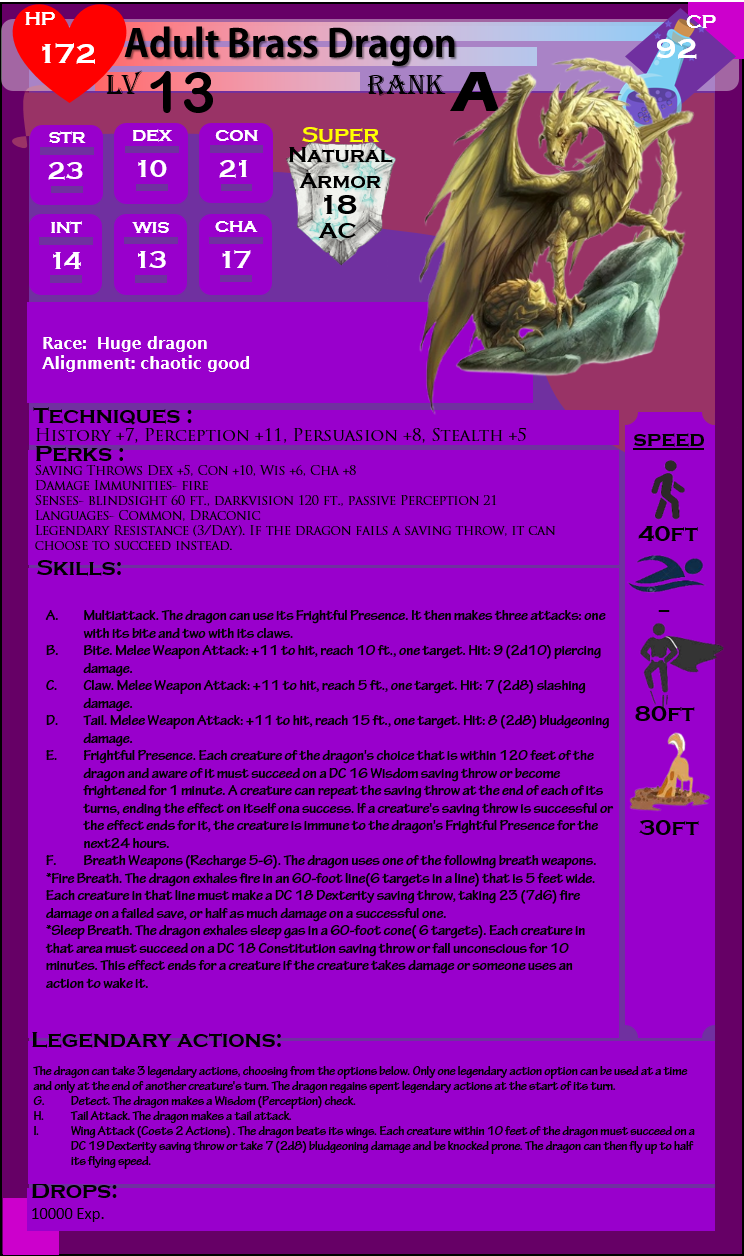 HP
172
Adult Brass Dragon
CP
92
LV 13
RANK A
STR
23
DEX
10
CON
21
INT
14
WIS
13
CHA
17
SUPER
NATURAL
ARMOR
18
AC
Race:  Huge dragon
Alignment: chaotic good
TECHNIQUES :
HISTORY +7, PERCEPTION +11, PERSUASION +8, STEALTH +5
PERKS :
SAVING THROWS DEX +5, CON +10, WIS +6, CHA +8
DAMAGE IMMUNITIES- FIRE
SENSES- BLINDSIGHT 60 FT., DARKVISION 120 FT., PASSIVE PERCEPTION 21
LANGUAGES- COMMON, DRACONIC
LEGENDARY RESISTANCE (3/DAY). IF THE DRAGON FAILS A SAVING THROW, IT CAN
CHOOSE TO SUCCEED INSTEAD.
SKILLS:
A. Multiattack. The dragon can use its Frightful Presence. It then makes three attacks: one
with its bite and two with its claws.
B. Bite. Melee Weapon Attack: +11 to hit, reach 10 ft., one target. Hit: 9 (2d10) piercing
damage.
C. Claw. Melee Weapon Attack: +11 to hit, reach 5 ft., one target. Hit: 7 (2d8) slashing
damage.
D. Tail. Melee Weapon Attack: +11 to hit, reach 15 ft., one target. Hit: 8 (2d8) bludgeoning
damage.
E. Frightful Presence. Each creature of the dragon's choice that is within 120 feet of the
dragon and aware of it must succeed on a DC 16 Wisdom saving throw or become
frightened for 1 minute. A creature can repeat the saving throw at the end of each of its
turns, ending the effect on itself ona success. If a creature's saving throw is successful or
the effect ends for it, the creature is immune to the dragon's Frightful Presence for the
next24 hours.
F. Breath Weapons (Recharge 5-6). The dragon uses one of the following breath weapons.
*Fire Breath. The dragon exhales fire in an 60-foot line(6 targets in a line) that is 5 feet wide.
Each creature in that line must make a DC 18 Dexterity saving throw, taking 23 (7d6) fire
damage on a failed save, or half as much damage on a successful one.
*Sleep Breath. The dragon exhales sleep gas in a 60-foot cone( 6 targets). Each creature in
that area must succeed on a DC 18 Constitution saving throw or fall unconscious for 10
minutes. This effect ends for a creature if the creature takes damage or someone uses an
action to wake it.
SPEED
40FT
–
80FT
30FT
LEGENDARY ACTIONS:
The dragon can take 3 legendary actions, choosing from the options below. Only one legendary action option can be used at a time
and only at the end of another creature's turn. The dragon regains spent legendary actions at the start of its turn.
G. Detect. The dragon makes a Wisdom (Perception) check.
H. Tail Attack. The dragon makes a tail attack.
I. Wing Attack (Costs 2 Actions) . The dragon beats its wings. Each creature within 10 feet of the dragon must succeed on a
DC 19 Dexterity saving throw or take 7 (2d8) bludgeoning damage and be knocked prone. The dragon can then fly up to half
its flying speed.
DROPS:
10000 Exp.